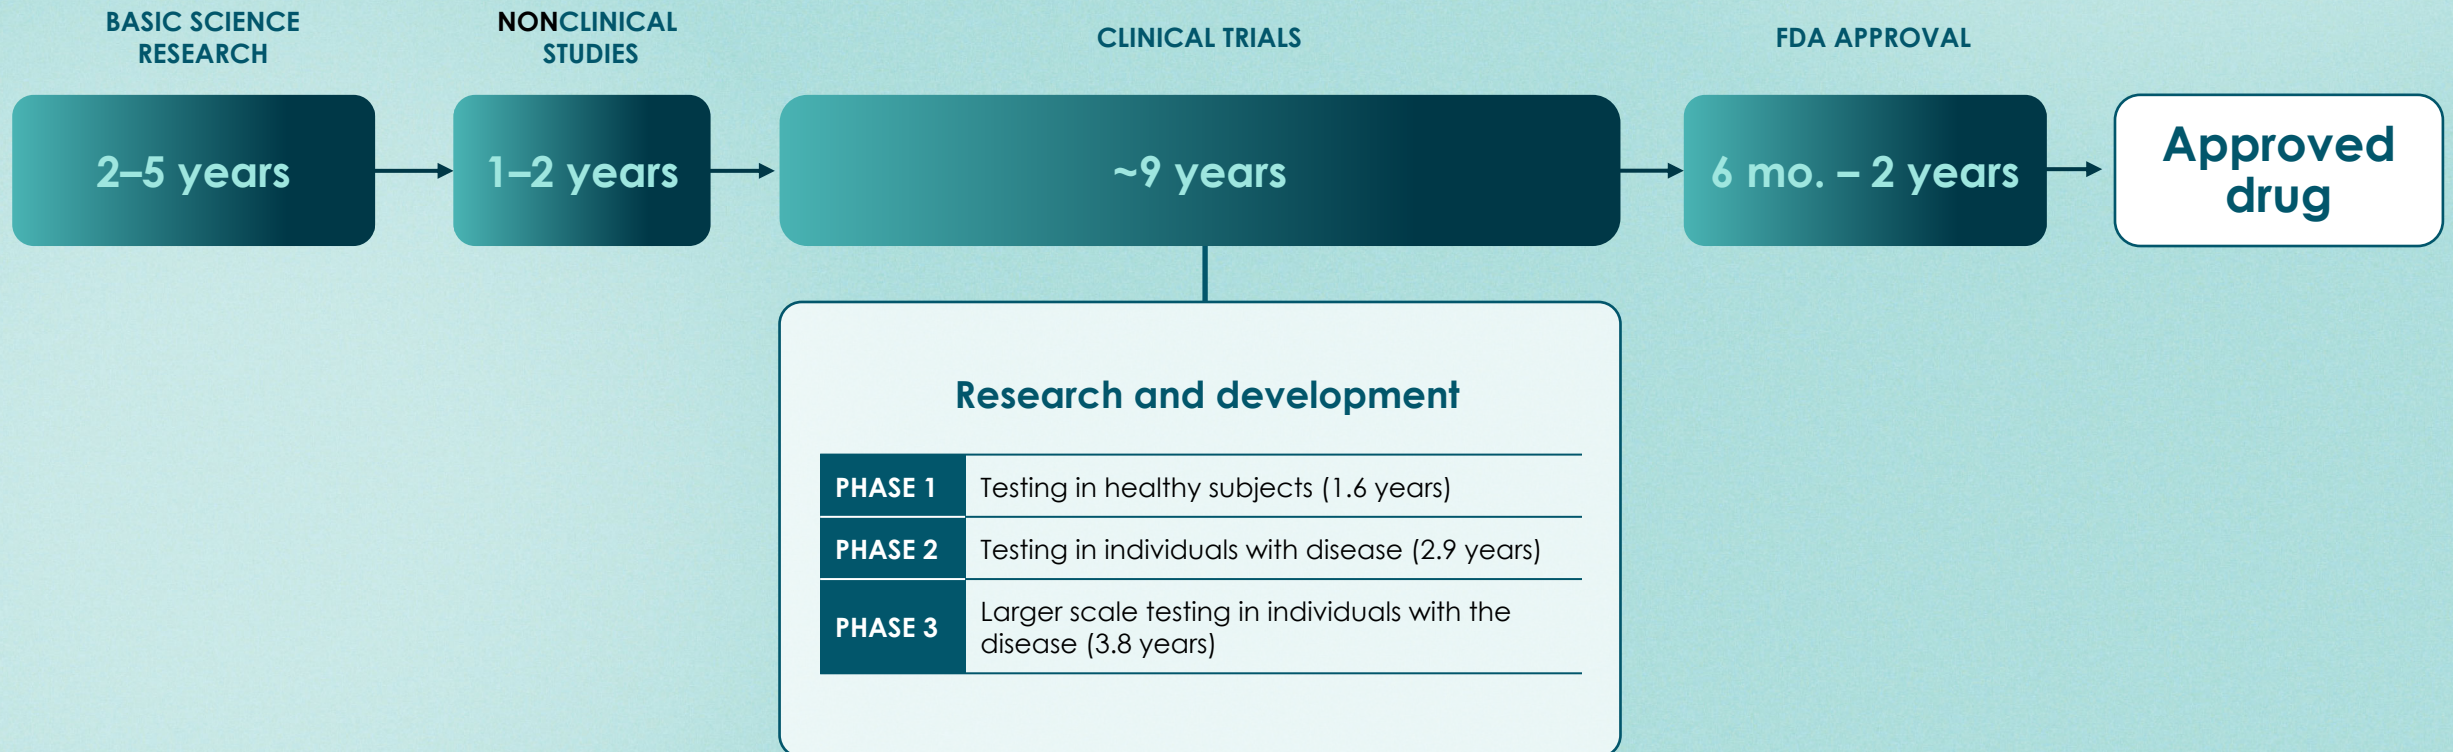 BASIC SCIENCE
RESEARCH
NONCLINICAL
STUDIES
CLINICAL TRIALS
FDA APPROVAL
2–5 years
1–2 years
~9 years
6 mo. – 2 years
Approved
drug
Research and development
PHASE 1 Testing in healthy subjects (1.6 years)
PHASE 2 Testing in individuals with disease (2.9 years)
PHASE 3 Larger scale testing in individuals with the
disease (3.8 years)